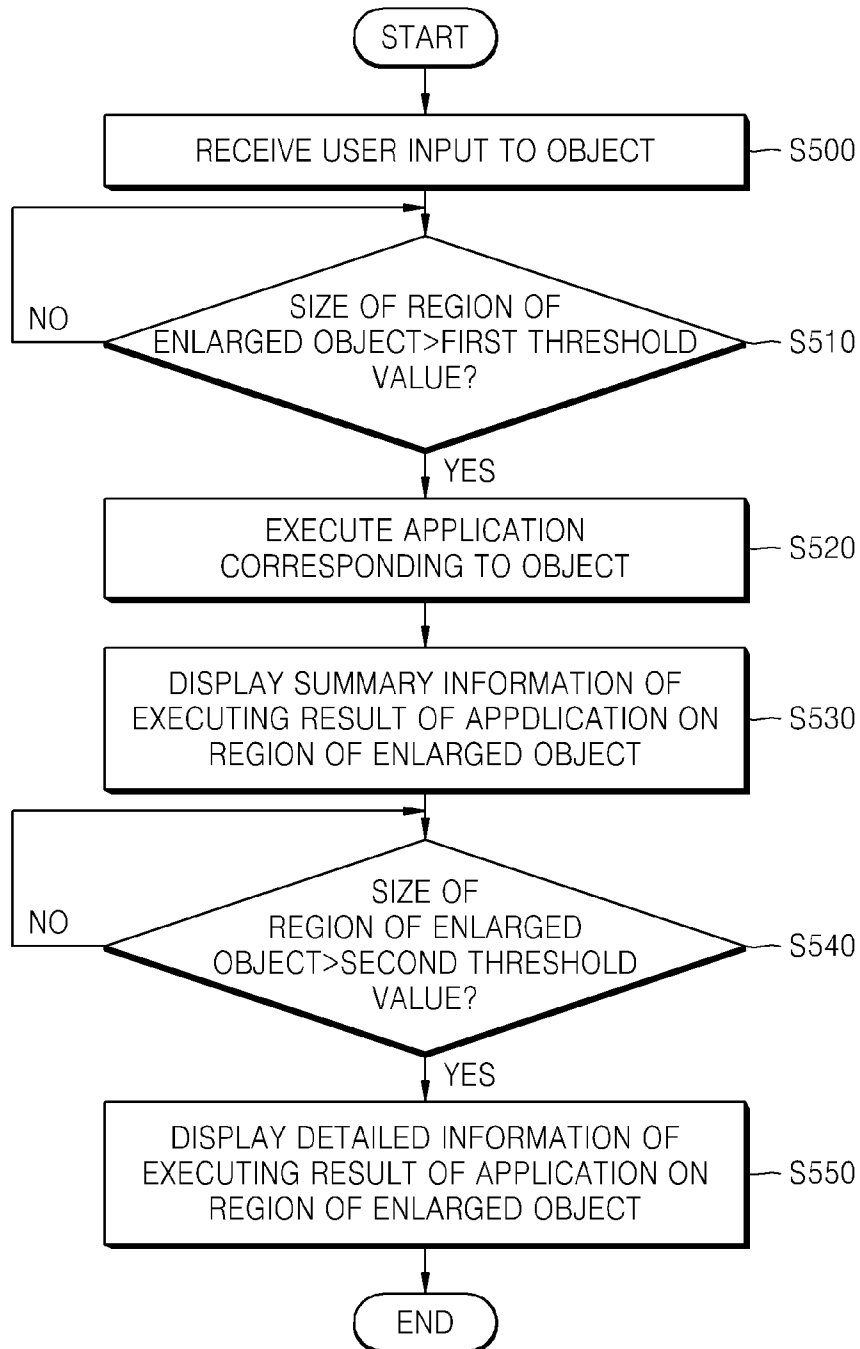 START
RECEIVE USER INPUT TO OBJECT
S500
SIZE OF REGION OF
ENLARGED OBJECT>FIRST THRESHOLD
VALUE?
NO
S510
YES
EXECUTE APPLICATION
CORRESPONDING TO OBJECT
S520
DISPLAY SUMMARY INFORMATION OF
EXECUTING RESULT OF APPDLICATION ON
REGION OF ENLARGED OBJECT
S530
SIZE OF
REGION OF ENLARGED
OBJECT>SECOND THRESHOLD
VALUE?
NO
S540
YES
DISPLAY DETAILED INFORMATION OF
EXECUTING RESULT OF APPLICATION ON
REGION OF ENLARGED OBJECT
S550
END